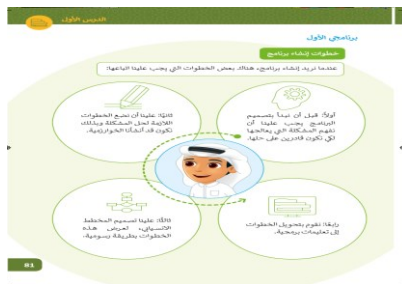 الدرس الأول
برنامجي الأول
خطوات إنشاء برنامج
عندما نريد إنشاء برنامج، هناك بعض الخطوات التي يجب علينا اتباعها:
أولاً: قبل أن نبدأ بتصميم
البرنامج يجب علينا أن
نفهم المشكلة التي يعالجها
لكي نكون قادرين على حلها.
ثانيًا: علينا أن نضع الخطوات
اللازمة لحل المشكلة وبذلك
نكون قد أنشأنا الخوارزمية.
ثالثًا: علينا تصميم المخطط
الانسيابي، لعرض هذه
الخطوات بطريقة رسومية.
رابعًا: نقوم بتحويل الخطوات
إلى تعليمات برمجية.
81